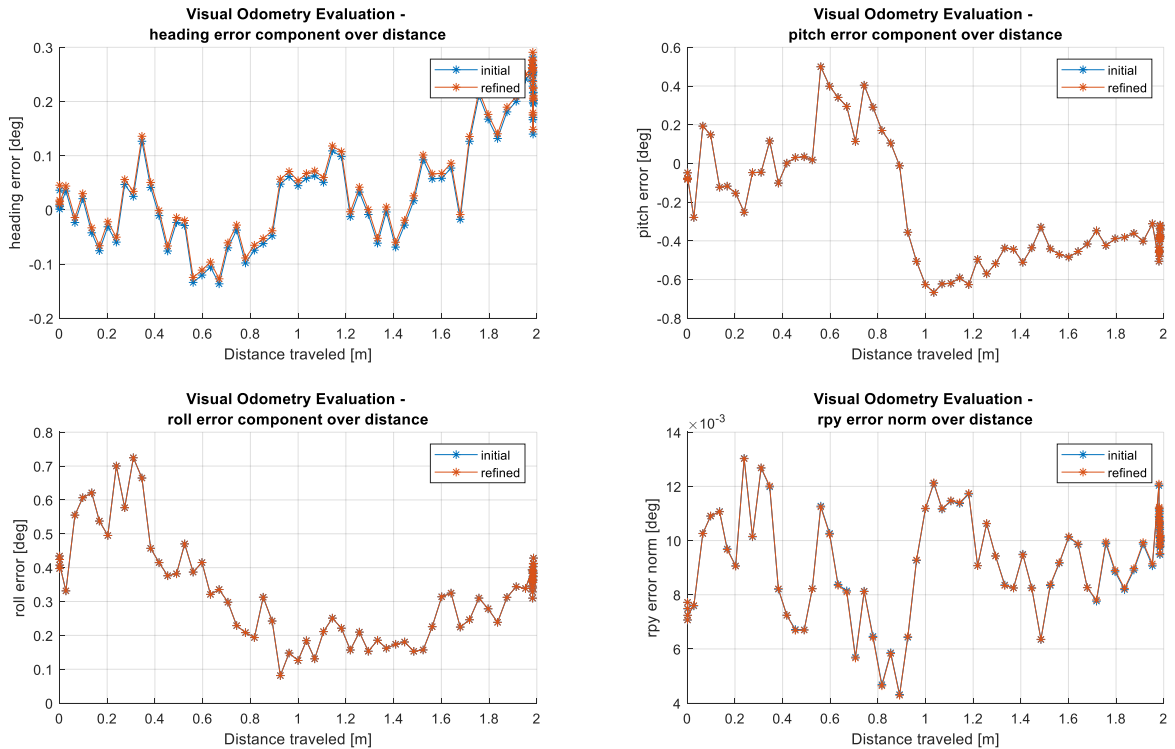 Visual Odometry Evaluation -
heading error component over distance
0.3
0.2
0.1
0
-0.1
-0.2
heading error [deg]
initial
refined
0 0.2 0.4 0.6 0.8 1 1.2 1.4 1.6 1.8 2
Distance traveled [m]
Visual Odometry Evaluation -
pitch error component over distance
0.6
0.4
0.2
0
-0.2
-0.4
-0.6
-0.8
pitch error [deg]
initial
refined
0 0.2 0.4 0.6 0.8 1 1.2 1.4 1.6 1.8 2
Distance traveled [m]
Visual Odometry Evaluation -
roll error component over distance
0.8
0.7
0.6
0.5
0.4
0.3
0.2
0.1
0
roll error [deg]
initial
refined
0 0.2 0.4 0.6 0.8 1 1.2 1.4 1.6 1.8 2
Distance traveled [m]
Visual Odometry Evaluation -
rpy error norm over distance
×10⁻³
14
12
10
8
6
4
rpy error norm [deg]
initial
refined
0 0.2 0.4 0.6 0.8 1 1.2 1.4 1.6 1.8 2
Distance traveled [m]